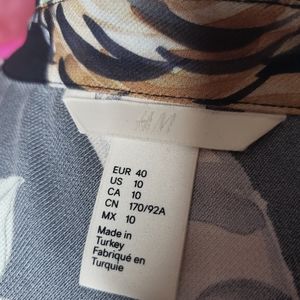 H&M
EUR 40
US 10
CA 10
CN 170/92A
MX 10
Made in
Turkey
Fabriqué en
Turquie